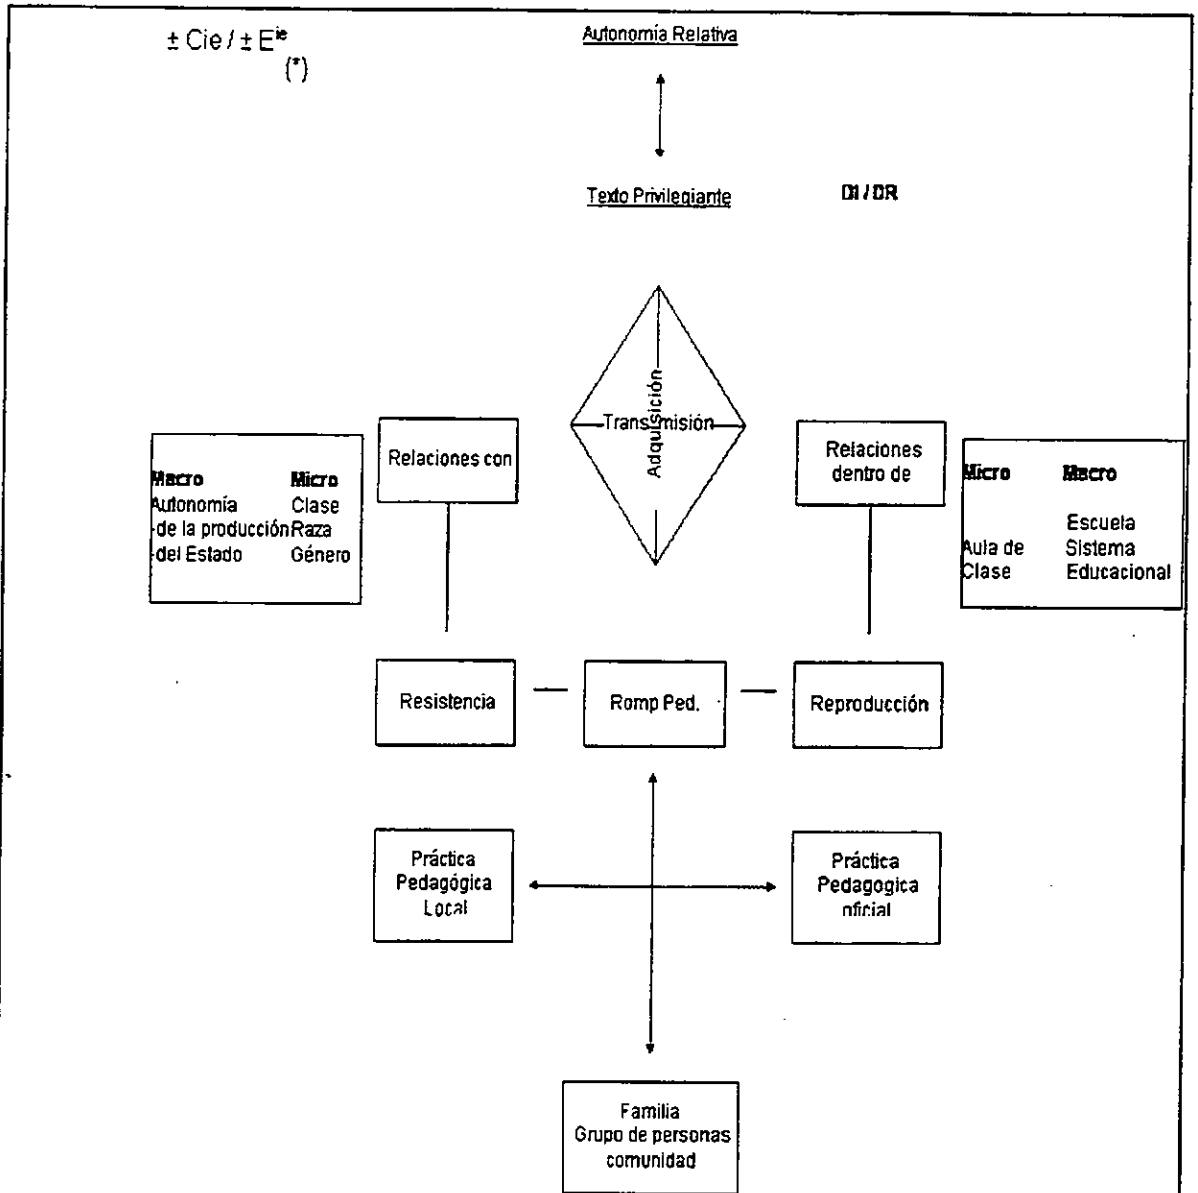 ± Cie / ± E^ie
(*)
Autonomía Relativa
Texto Privilegiante
DI / DR
Adquisición
Transmisión
Relaciones con
Relaciones
dentro de
Macro Micro
Autonomía Clase
-de la producción Raza
-del Estado Género
Micro Macro
Escuela
Aula de Sistema
Clase Educacional
Resistencia
Romp Ped.
Reproducción
Práctica
Pedagógica
Local
Práctica
Pedagogica
oficial
Familia
Grupo de personas
comunidad